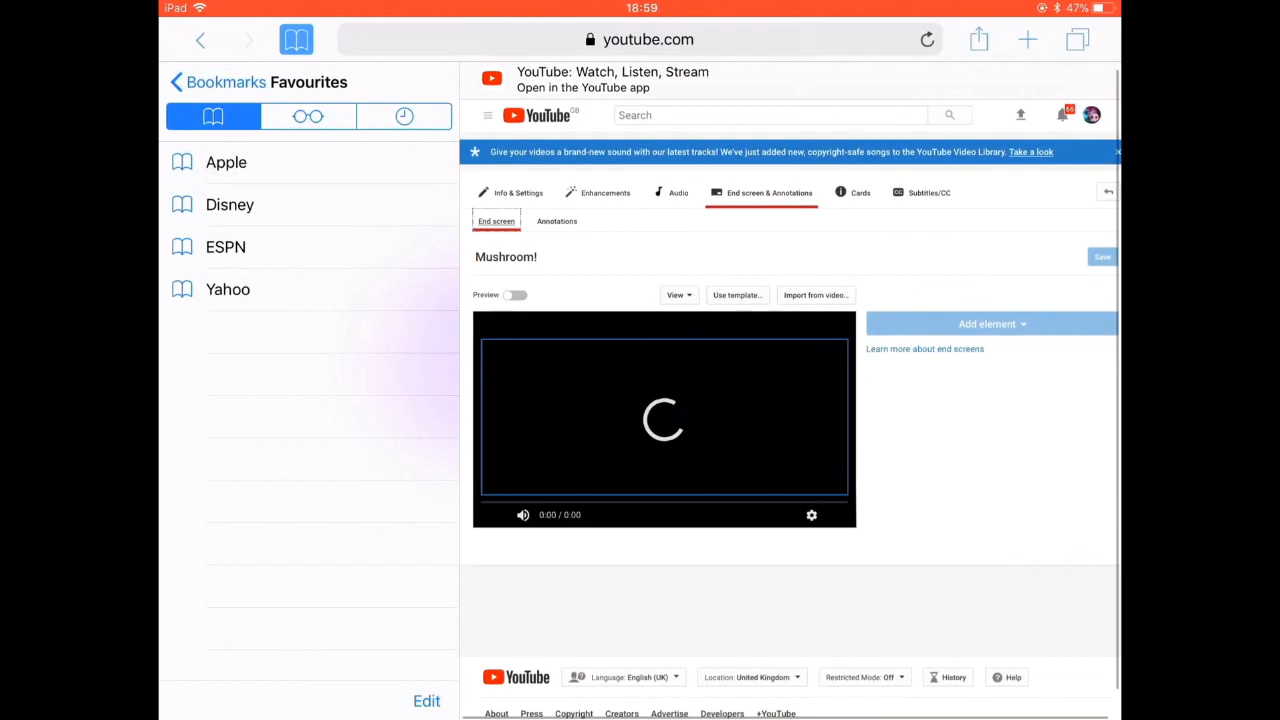 iPad 18:59 47%
youtube.com
Bookmarks Favourites
Apple
Disney
ESPN
Yahoo
Edit
YouTube: Watch, Listen, Stream
Open in the YouTube app
YouTube GB Search 66
Give your videos a brand-new sound with our latest tracks! We've just added new, copyright-safe songs to the YouTube Video Library. Take a look
Info & Settings Enhancements Audio End screen & Annotations Cards CC Subtitles/CC
End screen Annotations
Mushroom! Save
Preview View Use template... Import from video...
Add element
Learn more about end screens
0:00 / 0:00
YouTube Language: English (UK) Location: United Kingdom Restricted Mode: Off History Help
About Press Copyright Creators Advertise Developers +YouTube